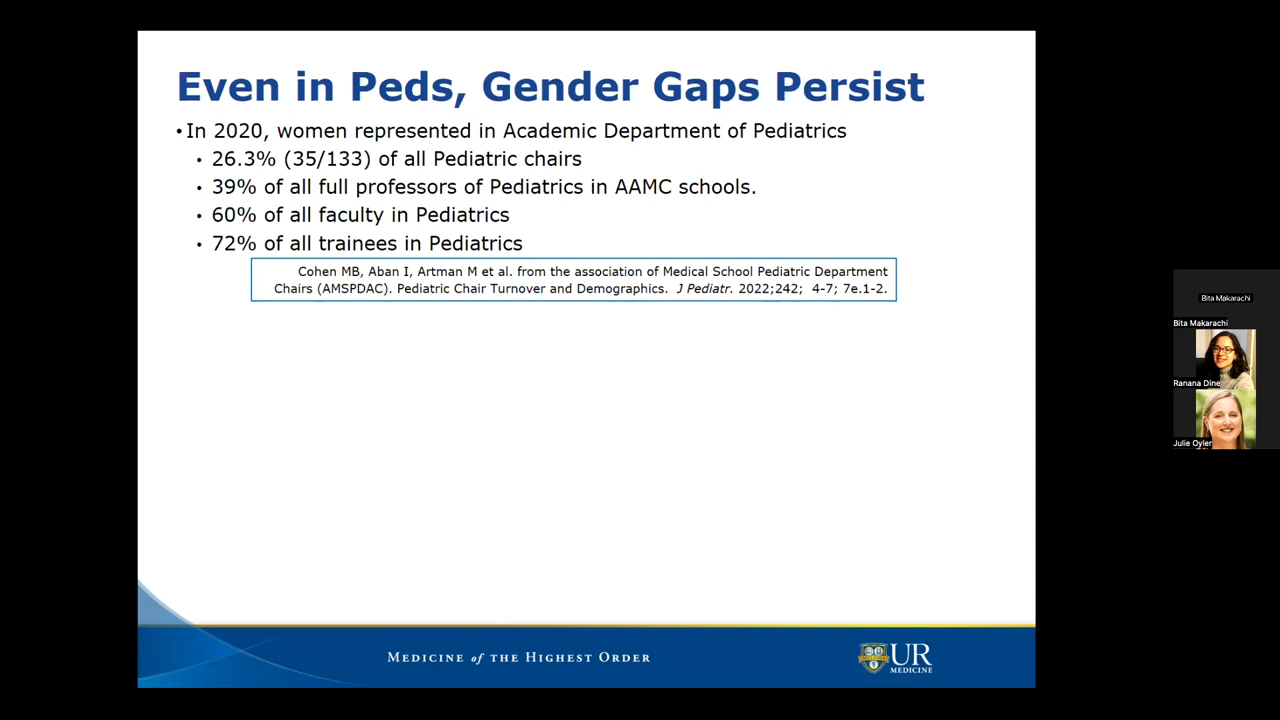 Even in Peds, Gender Gaps Persist
• In 2020, women represented in Academic Department of Pediatrics
• 26.3% (35/133) of all Pediatric chairs
• 39% of all full professors of Pediatrics in AAMC schools.
• 60% of all faculty in Pediatrics
• 72% of all trainees in Pediatrics
Cohen MB, Aban I, Artman M et al. from the association of Medical School Pediatric Department
Chairs (AMSPDAC). Pediatric Chair Turnover and Demographics. J Pediatr. 2022;242; 4-7; 7e.1-2.
MEDICINE of THE HIGHEST ORDER
UR
MEDICINE
Bita Makarachi
Bita Makarachi
Ranana Dine
Julie Oyler